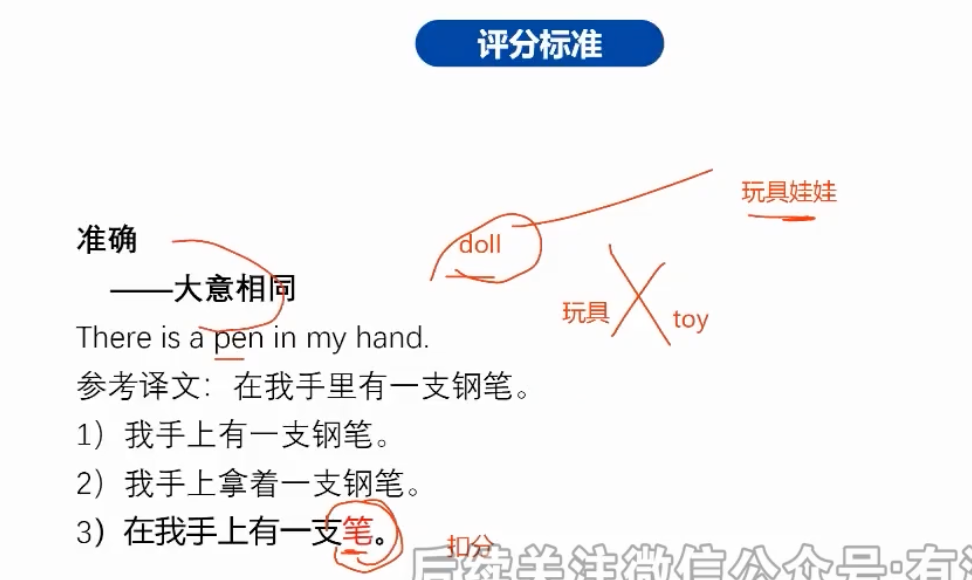 评分标准
玩具娃娃
准确
doll
——大意相同
玩具
toy
There is a pen in my hand.
参考译文：在我手里有一支钢笔。
1）我手上有一支钢笔。
2）我手上拿着一支钢笔。
3）在我手上有一支笔。
扣分
后续关注微信公众号·有